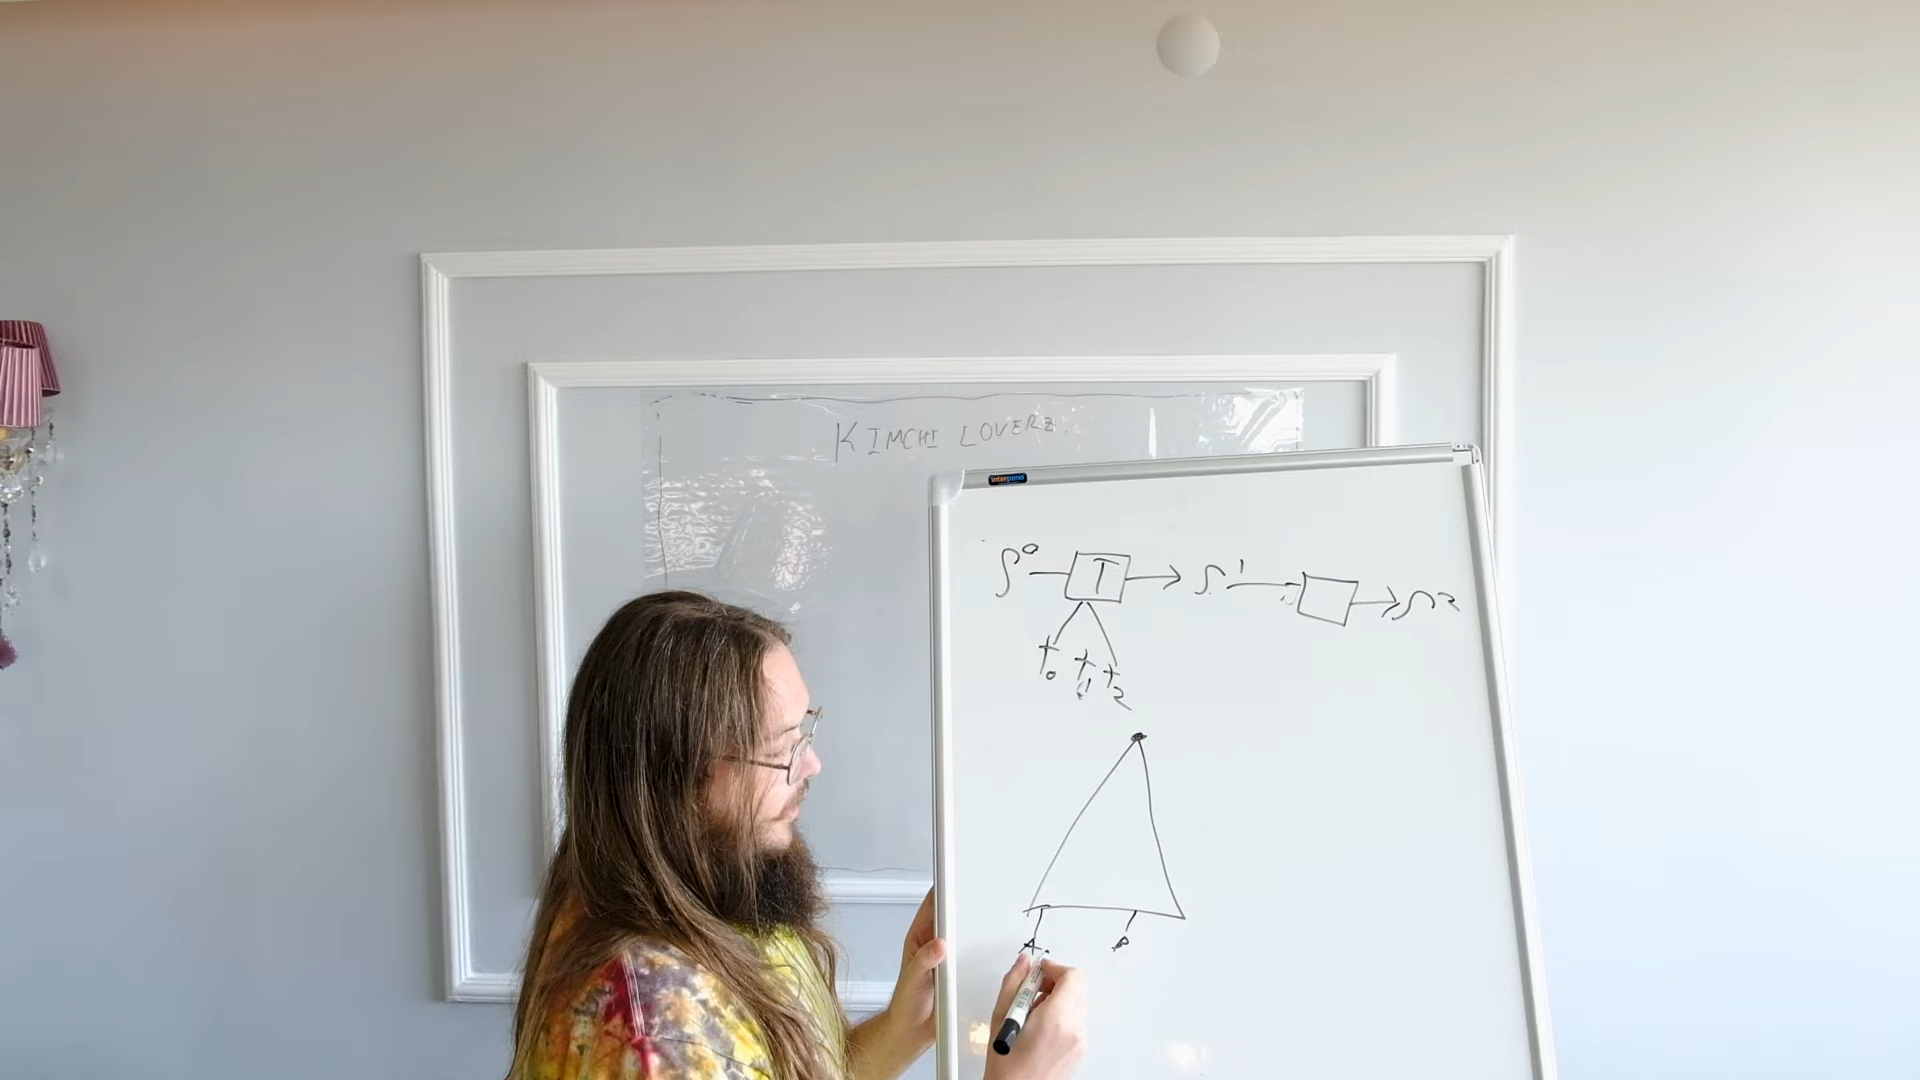 KIMCHI LOVERZ.
interpano
S⁰ T S¹ S²
t₀ t₁ t₂
A B